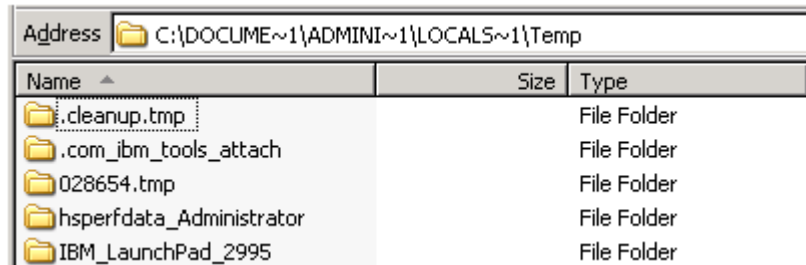 Address C:\DOCUME~1\ADMINI~1\LOCALS~1\Temp
Name Size Type
.cleanup.tmp File Folder
.com_ibm_tools_attach File Folder
028654.tmp File Folder
hsperfdata_Administrator File Folder
IBM_LaunchPad_2995 File Folder